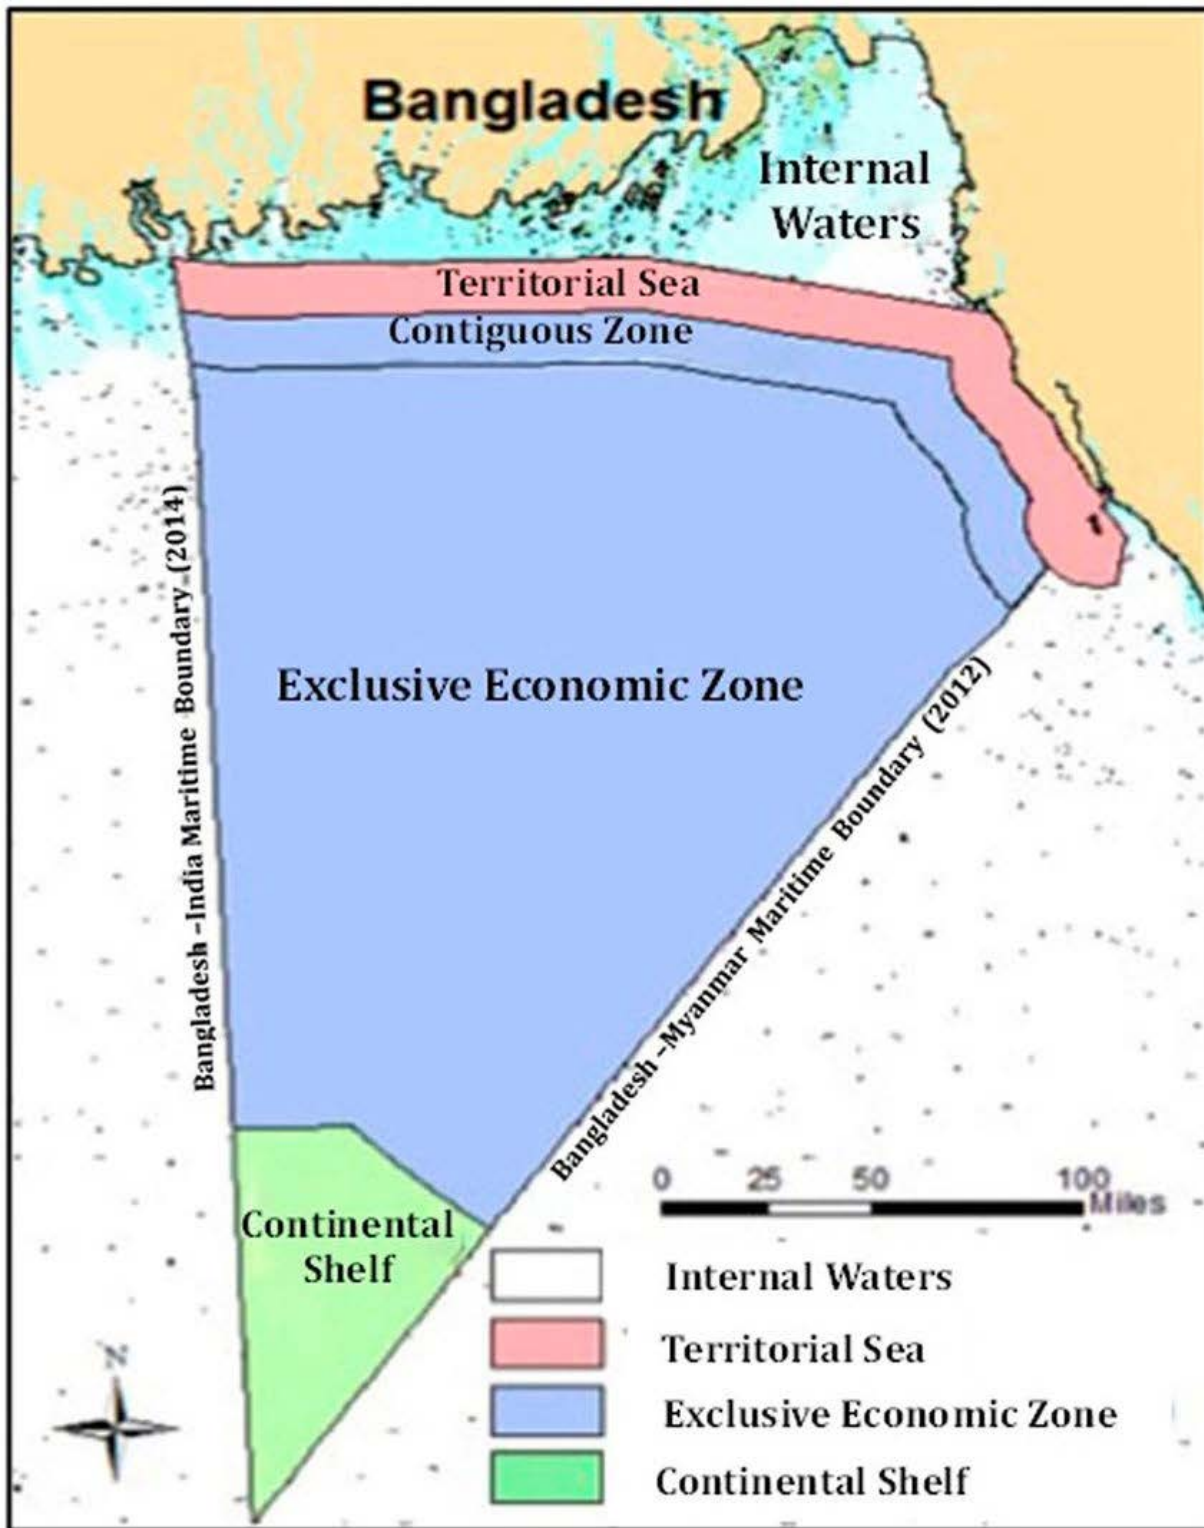 Bangladesh
Internal
Waters
Territorial Sea
Contiguous Zone
Bangladesh –India Maritime Boundary (2014)
Exclusive Economic Zone
Bangladesh –Myanmar Maritime Boundary (2012)
Continental
Shelf
0 25 50 100
Miles
Internal Waters
Territorial Sea
Exclusive Economic Zone
Continental Shelf
N